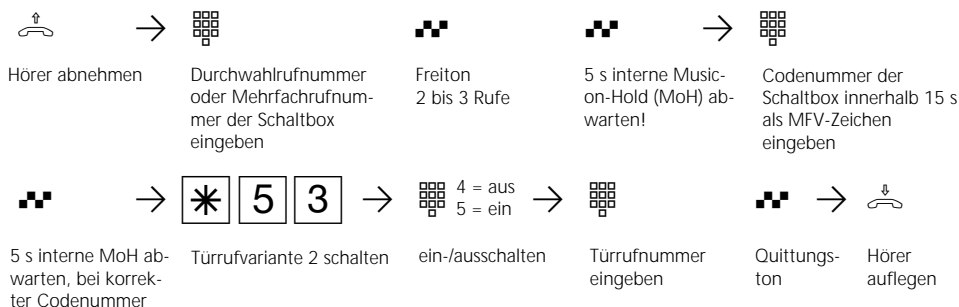 Hörer abnehmen
Durchwahlrufnummer
oder Mehrfachrufnum-
mer der Schaltbox
eingeben
Freiton
2 bis 3 Rufe
5 s interne Music-
on-Hold (MoH) ab-
warten!
Codenummer der
Schaltbox innerhalb 15 s
als MFV-Zeichen
eingeben
* 5 3
4 = aus
5 = ein
5 s interne MoH ab-
warten, bei korrek-
ter Codenummer
Türrufvariante 2 schalten
ein-/ausschalten
Türrufnummer
eingeben
Quittungs-
ton
Hörer
auflegen